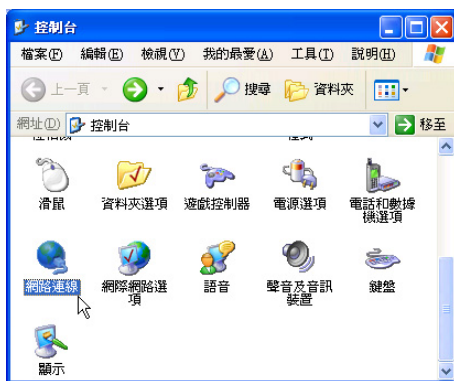 控制台
檔案(F) 編輯(E) 檢視(V) 我的最愛(A) 工具(T) 說明(H)
上一頁 搜尋 資料夾
網址(D) 控制台 移至
滑鼠 資料夾選項 遊戲控制器 電源選項 電話和數據機選項
網路連線 網際網路選項 語音 聲音及音訊裝置 鍵盤
顯示